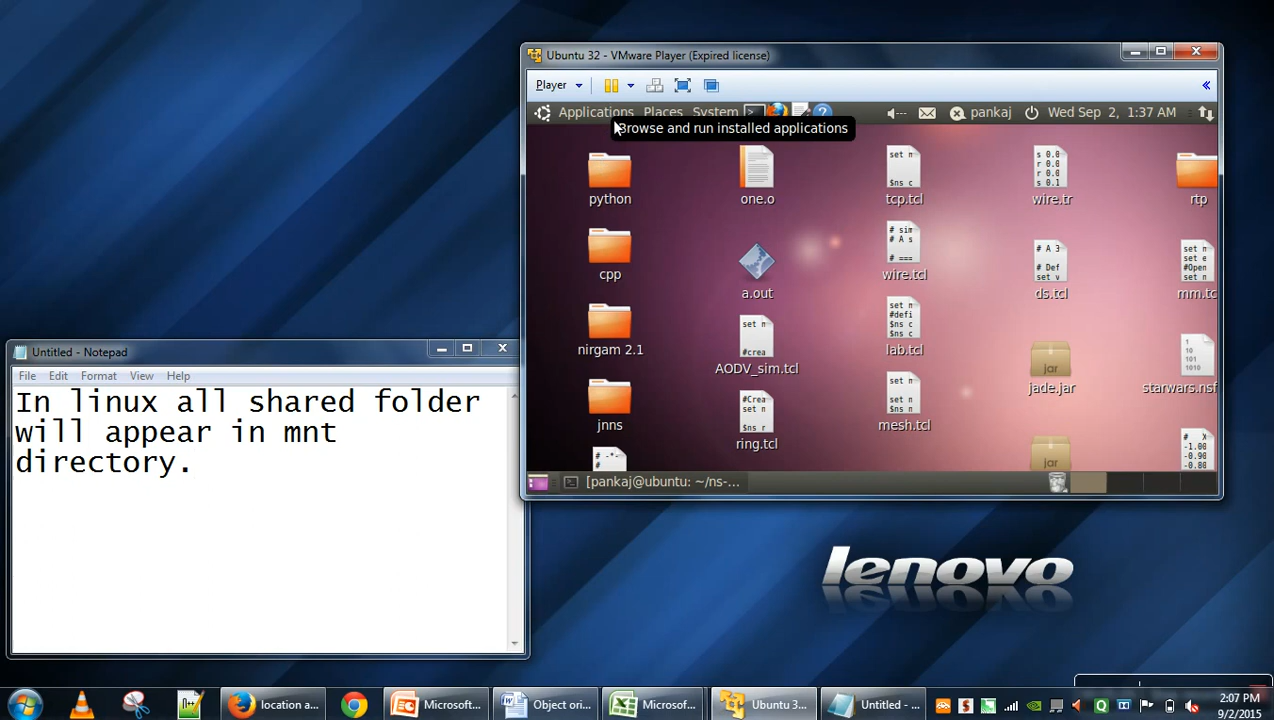 Ubuntu 32 - VMware Player (Expired license)
Player
Applications Places System
pankaj Wed Sep 2, 1:37 AM
Browse and run installed applications
python
one.o
tcp.tcl
wire.tr
rtp
cpp
a.out
wire.tcl
ds.tcl
mm.tc
nirgam 2.1
AODV_sim.tcl
lab.tcl
jade.jar
starwars.nsf
jnns
ring.tcl
mesh.tcl
[pankaj@ubuntu: ~/ns-...
Untitled - Notepad
File Edit Format View Help
In linux all shared folder
will appear in mnt
directory.
lenovo
location a...
Microsoft...
Object ori...
Microsof...
Ubuntu 3...
Untitled - ...
2:07 PM
9/2/2015